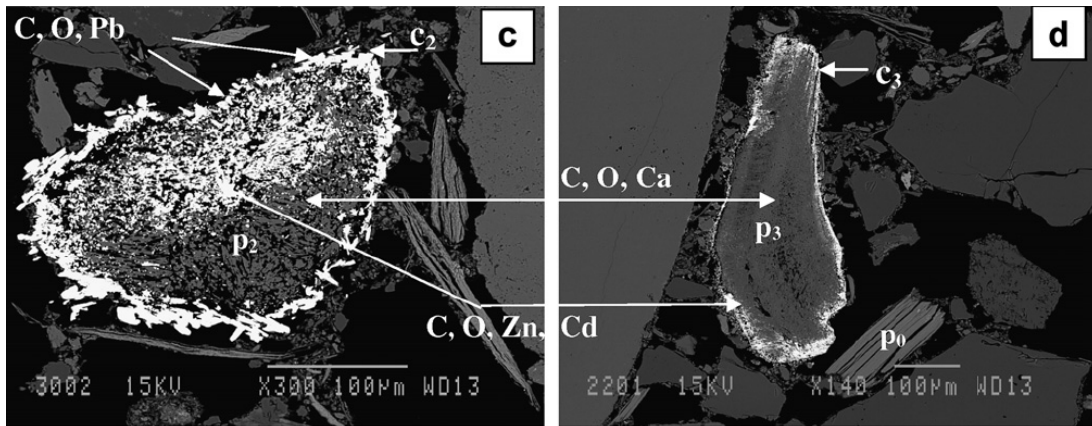 C, O, Pb
c₂
c
p₂
C, O, Zn, Cd
3002 15KV X300 100μm WD13
d
c₃
C, O, Ca
p₃
p₀
2201 15KV X140 100μm WD13